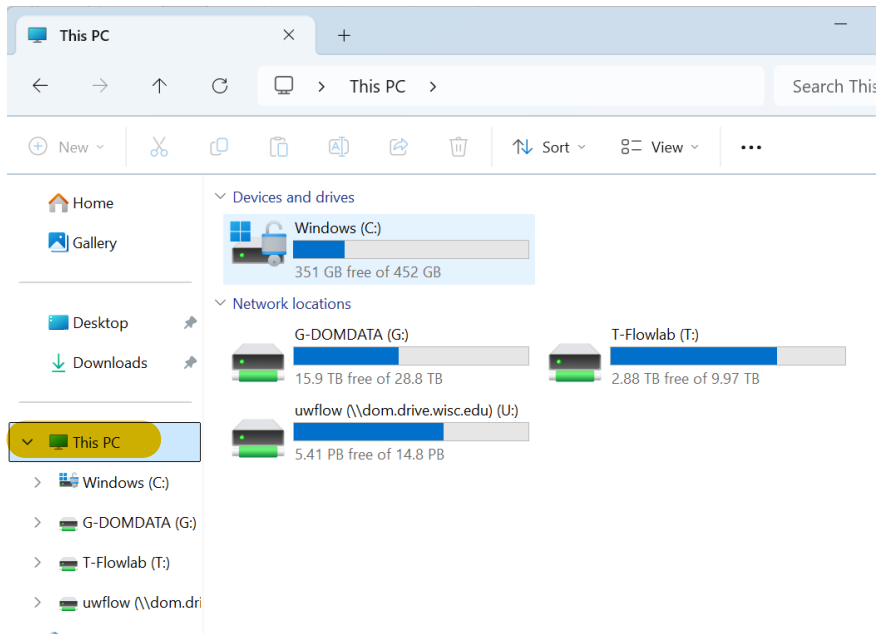 This PC
This PC
Search This
New
Sort
View
Home
Gallery
Desktop
Downloads
This PC
Windows (C:)
G-DOMDATA (G:)
T-Flowlab (T:)
uwflow (\\dom.dri
Devices and drives
Windows (C:)
351 GB free of 452 GB
Network locations
G-DOMDATA (G:)
15.9 TB free of 28.8 TB
T-Flowlab (T:)
2.88 TB free of 9.97 TB
uwflow (\\dom.drive.wisc.edu) (U:)
5.41 PB free of 14.8 PB